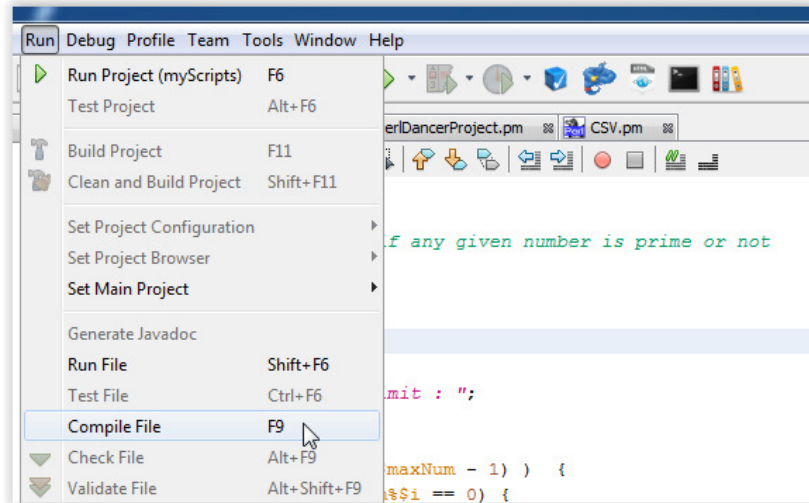 Run Debug Profile Team Tools Window Help
Run Project (myScripts) F6
Test Project Alt+F6
erlDancerProject.pm CSV.pm
Build Project F11
Clean and Build Project Shift+F11
Set Project Configuration
if any given number is prime or not
Set Project Browser
Set Main Project
Generate Javadoc
Run File Shift+F6
Test File Ctrl+F6
mit : ";
Compile File F9
Check File Alt+F9
maxNum - 1) ) {
Validate File Alt+Shift+F9
%$i == 0) {